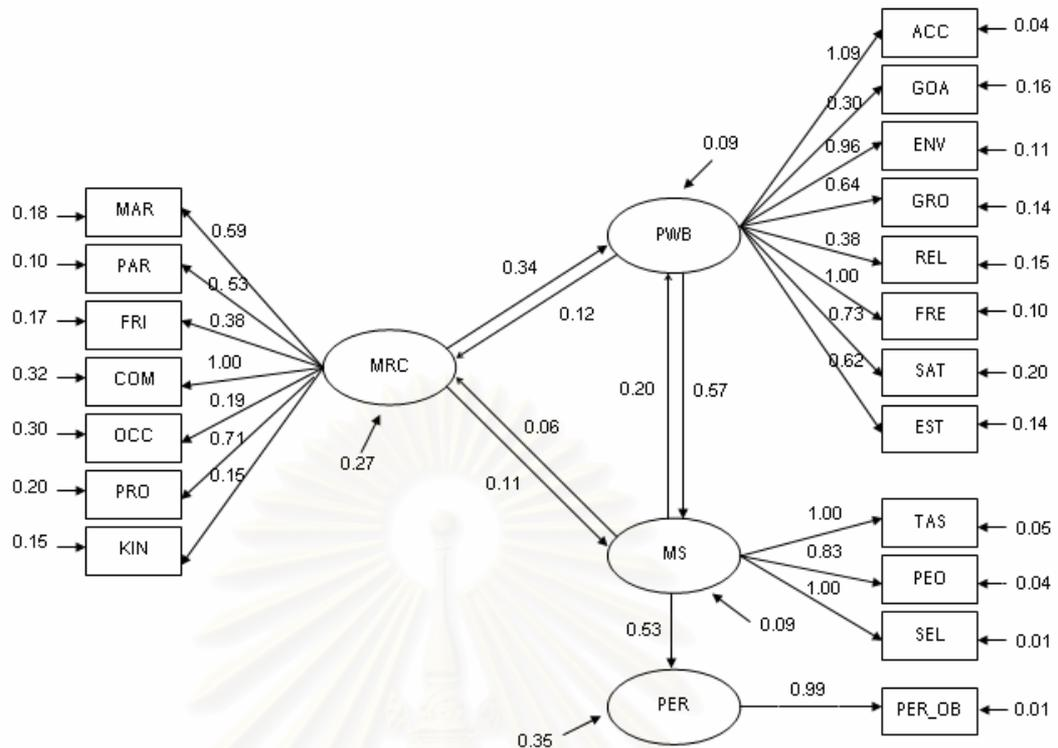 ACC
0.04
1.09
GOA
0.16
0.30
ENV
0.11
0.96
GRO
0.14
0.64
REL
0.15
0.38
FRE
0.10
1.00
SAT
0.20
0.73
EST
0.14
0.62
0.09
PWB
0.18
MAR
0.59
0.10
PAR
0. 53
0.17
FRI
0.38
0.32
COM
1.00
0.30
OCC
0.19
0.20
PRO
0.71
0.15
KIN
0.15
MRC
0.27
0.34
0.12
0.06
0.11
0.20
0.57
MS
0.09
1.00
TAS
0.05
0.83
PEO
0.04
1.00
SEL
0.01
0.53
PER
0.35
0.99
PER_OB
0.01